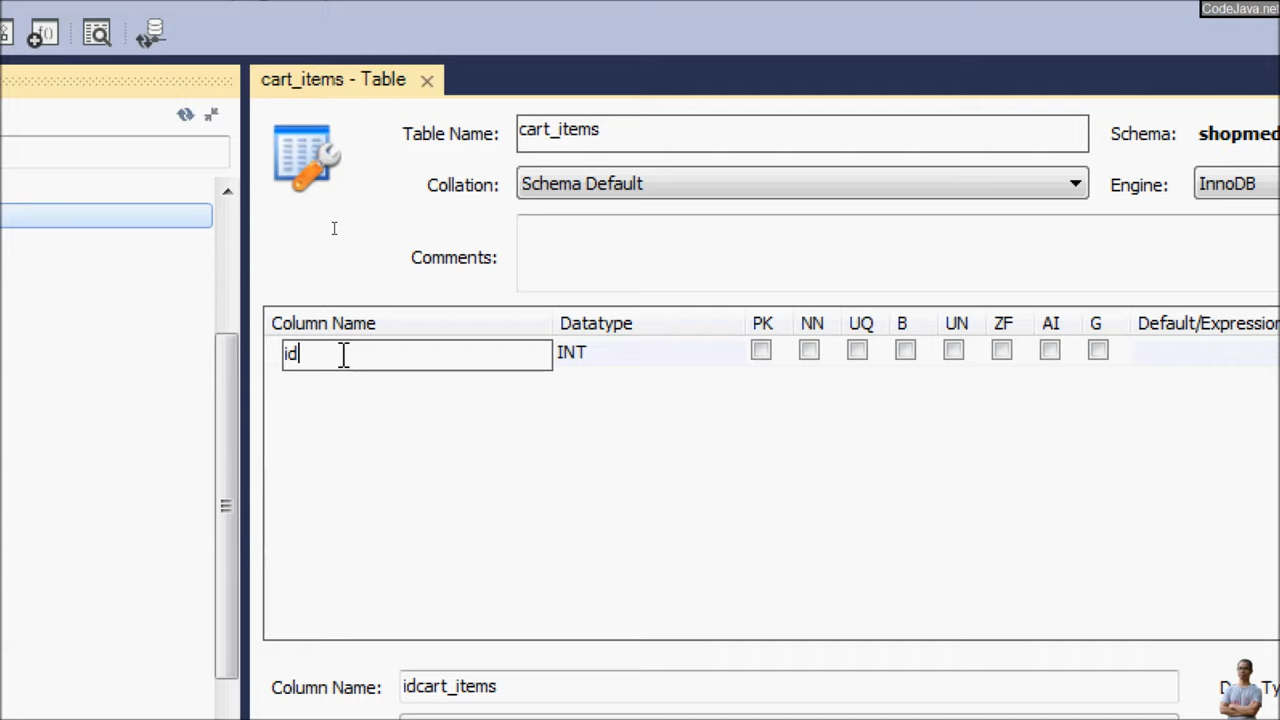 CodeJava.net
cart_items - Table
Table Name: cart_items Schema: shopmed
Collation: Schema Default Engine: InnoDB
Comments:
Column Name Datatype PK NN UQ B UN ZF AI G Default/Expression
id INT
Column Name: idcart_items